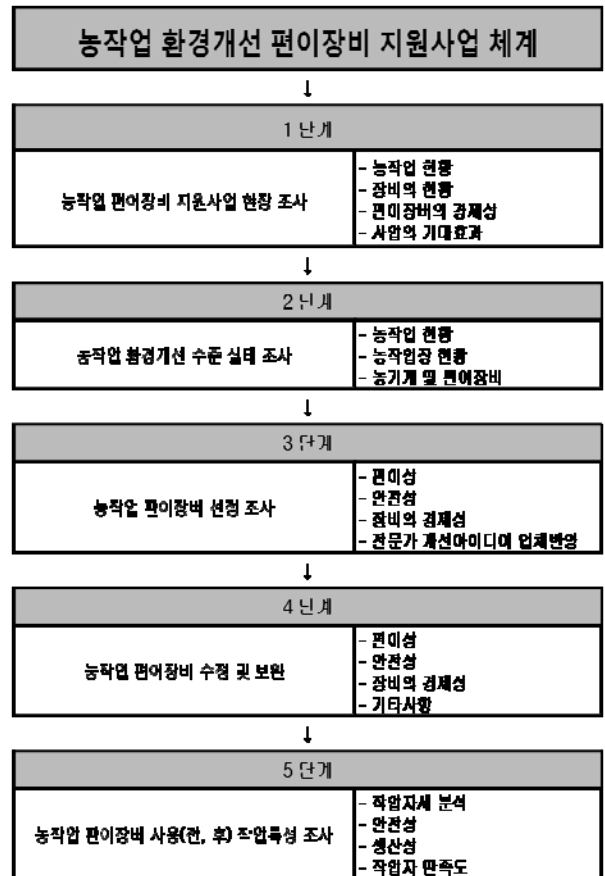 농작업 환경개선 편이장비 지원사업 체계
↓
1단계
농작업 편이장비 지원사업 현장 조사
- 농작업 현황
- 장비의 현황
- 편이장비의 경제성
- 사업의 기대효과
↓
2단계
농작업 환경개선 수준 실태 조사
- 농작업 현황
- 농작업장 현황
- 농기계 및 편이장비
↓
3단계
농작업 편이장비 선정 조사
- 편이성
- 안전성
- 장비의 경제성
- 전문가 개선아이디어 업체반영
↓
4단계
농작업 편이장비 수정 및 보완
- 편이성
- 안전성
- 장비의 경제성
- 기타사항
↓
5단계
농작업 편이장비 사용(전, 후) 작업특성 조사
- 작업자세 분석
- 안전성
- 생산성
- 작업자 만족도